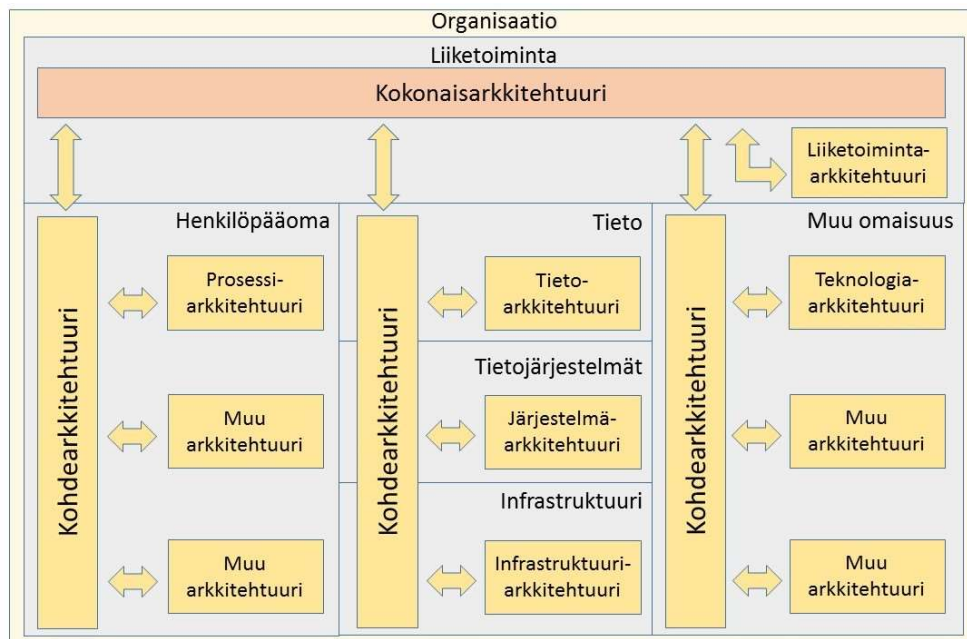 Organisaatio
Liiketoiminta
Kokonaisarkkitehtuuri
Liiketoiminta-
arkkitehtuuri
Henkilöpääoma
Kohdearkkitehtuuri
Prosessi-
arkkitehtuuri
Muu
arkkitehtuuri
Muu
arkkitehtuuri
Tieto
Kohdearkkitehtuuri
Tieto-
arkkitehtuuri
Tietojärjestelmät
Järjestelmä-
arkkitehtuuri
Infrastruktuuri
Infrastruktuuri-
arkkitehtuuri
Muu omaisuus
Kohdearkkitehtuuri
Teknologia-
arkkitehtuuri
Muu
arkkitehtuuri
Muu
arkkitehtuuri